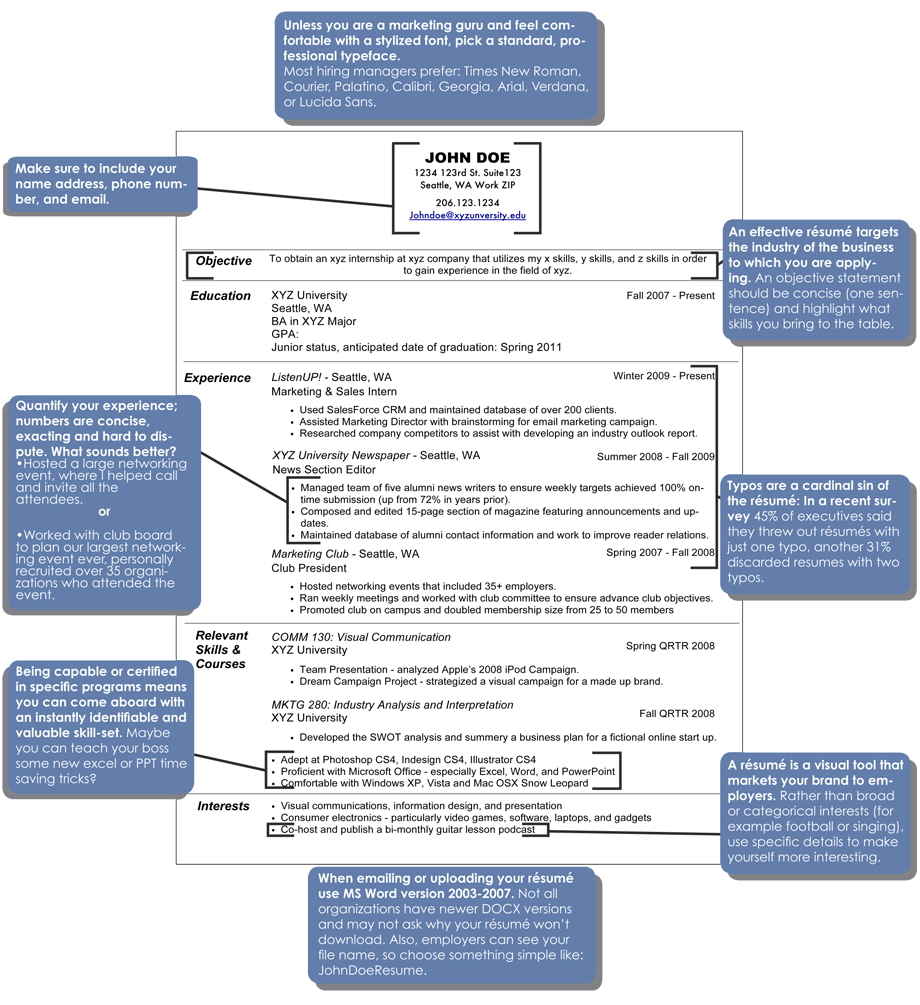 Unless you are a marketing guru and feel com-
fortable with a stylized font, pick a standard, pro-
fessional typeface.
Most hiring managers prefer: Times New Roman,
Courier, Palatino, Calibri, Georgia, Arial, Verdana,
or Lucida Sans.
Make sure to include your
name address, phone num-
ber, and email.
JOHN DOE
1234 123rd St. Suite123
Seattle, WA Work ZIP
206.123.1234
Johndoe@xyzunversity.edu
An effective résumé targets
the industry of the business
to which you are apply-
ing. An objective statement
should be concise (one sen-
tence) and highlight what
skills you bring to the table.
Objective To obtain an xyz internship at xyz company that utilizes my x skills, y skills, and z skills in order
to gain experience in the field of xyz.
Education XYZ University Fall 2007 - Present
Seattle, WA
BA in XYZ Major
GPA:
Junior status, anticipated date of graduation: Spring 2011
Experience ListenUP! - Seattle, WA Winter 2009 - Present
Marketing & Sales Intern
• Used SalesForce CRM and maintained database of over 200 clients.
• Assisted Marketing Director with brainstorming for email marketing campaign.
• Researched company competitors to assist with developing an industry outlook report.
XYZ University Newspaper - Seattle, WA Summer 2008 - Fall 2009
News Section Editor
• Managed team of five alumni news writers to ensure weekly targets achieved 100% on-
time submission (up from 72% in years prior).
• Composed and edited 15-page section of magazine featuring announcements and up-
dates.
• Maintained database of alumni contact information and work to improve reader relations.
Marketing Club - Seattle, WA Spring 2007 - Fall 2008
Club President
• Hosted networking events that included 35+ employers.
• Ran weekly meetings and worked with club committee to ensure advance club objectives.
• Promoted club on campus and doubled membership size from 25 to 50 members
Quantify your experience;
numbers are concise,
exacting and hard to dis-
pute. What sounds better?
•Hosted a large networking
event, where I helped call
and invite all the
attendees.
or
•Worked with club board
to plan our largest network-
ing event ever, personally
recruited over 35 organi-
zations who attended the
event.
Typos are a cardinal sin of
the résumé: In a recent sur-
vey 45% of executives said
they threw out résumés with
just one typo, another 31%
discarded resumes with two
typos.
Relevant
Skills &
Courses
COMM 130: Visual Communication
XYZ University Spring QRTR 2008
• Team Presentation - analyzed Apple's 2008 iPod Campaign.
• Dream Campaign Project - strategized a visual campaign for a made up brand.
MKTG 280: Industry Analysis and Interpretation
XYZ University Fall QRTR 2008
• Developed the SWOT analysis and summery a business plan for a fictional online start up.
• Adept at Photoshop CS4, Indesign CS4, Illustrator CS4
• Proficient with Microsoft Office - especially Excel, Word, and PowerPoint
• Comfortable with Windows XP, Vista and Mac OSX Snow Leopard
Being capable or certified
in specific programs means
you can come aboard with
an instantly identifiable and
valuable skill-set. Maybe
you can teach your boss
some new excel or PPT time
saving tricks?
Interests • Visual communications, information design, and presentation
• Consumer electronics - particularly video games, software, laptops, and gadgets
• Co-host and publish a bi-monthly guitar lesson podcast
A résumé is a visual tool that
markets your brand to em-
ployers. Rather than broad
or categorical interests (for
example football or singing),
use specific details to make
yourself more interesting.
When emailing or uploading your résumé
use MS Word version 2003-2007. Not all
organizations have newer DOCX versions
and may not ask why your résumé won't
download. Also, employers can see your
file name, so choose something simple like:
JohnDoeResume.